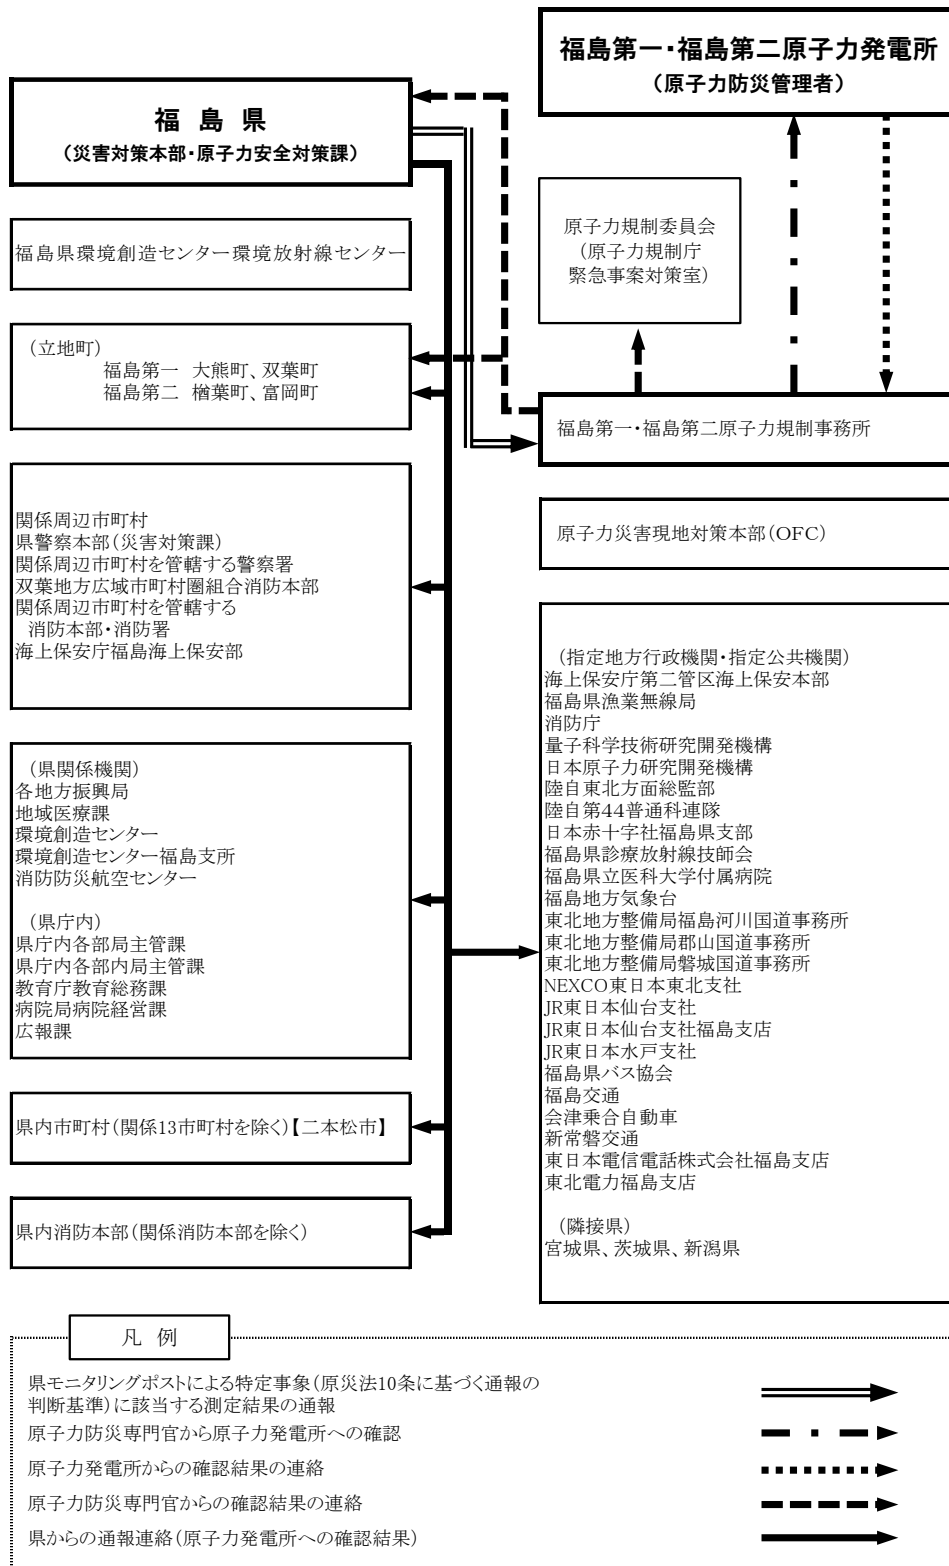 福島第一・福島第二原子力発電所
（原子力防災管理者）
福 島 県
（災害対策本部・原子力安全対策課）
原子力規制委員会
（原子力規制庁
緊急事案対策室）
福島県環境創造センター環境放射線センター
（立地町）
福島第一 大熊町、双葉町
福島第二 楢葉町、富岡町
福島第一・福島第二原子力規制事務所
関係周辺市町村
県警察本部（災害対策課）
関係周辺市町村を管轄する警察署
双葉地方広域市町村圏組合消防本部
関係周辺市町村を管轄する
消防本部・消防署
海上保安庁福島海上保安部
原子力災害現地対策本部（OFC）
（指定地方行政機関・指定公共機関）
海上保安庁第二管区海上保安本部
福島県漁業無線局
消防庁
量子科学技術研究開発機構
日本原子力研究開発機構
陸自東北方面総監部
陸自第44普通科連隊
日本赤十字社福島県支部
福島県診療放射線技師会
福島県立医科大学付属病院
福島地方気象台
東北地方整備局福島河川国道事務所
東北地方整備局郡山国道事務所
東北地方整備局磐城国道事務所
NEXCO東日本東北支社
JR東日本仙台支社
JR東日本仙台支社福島支店
JR東日本水戸支社
福島県バス協会
福島交通
会津乗合自動車
新常磐交通
東日本電信電話株式会社福島支店
東北電力福島支店
（隣接県）
宮城県、茨城県、新潟県
（県関係機関）
各地方振興局
地域医療課
環境創造センター
環境創造センター福島支所
消防防災航空センター
（県庁内）
県庁内各部局主管課
県庁内各部内局主管課
教育庁教育総務課
病院局病院経営課
広報課
県内市町村（関係13市町村を除く）【二本松市】
県内消防本部（関係消防本部を除く）
凡 例
県モニタリングポストによる特定事象（原災法10条に基づく通報の
判断基準）に該当する測定結果の通報
原子力防災専門官から原子力発電所への確認
原子力発電所からの確認結果の連絡
原子力防災専門官からの確認結果の連絡
県からの通報連絡（原子力発電所への確認結果）